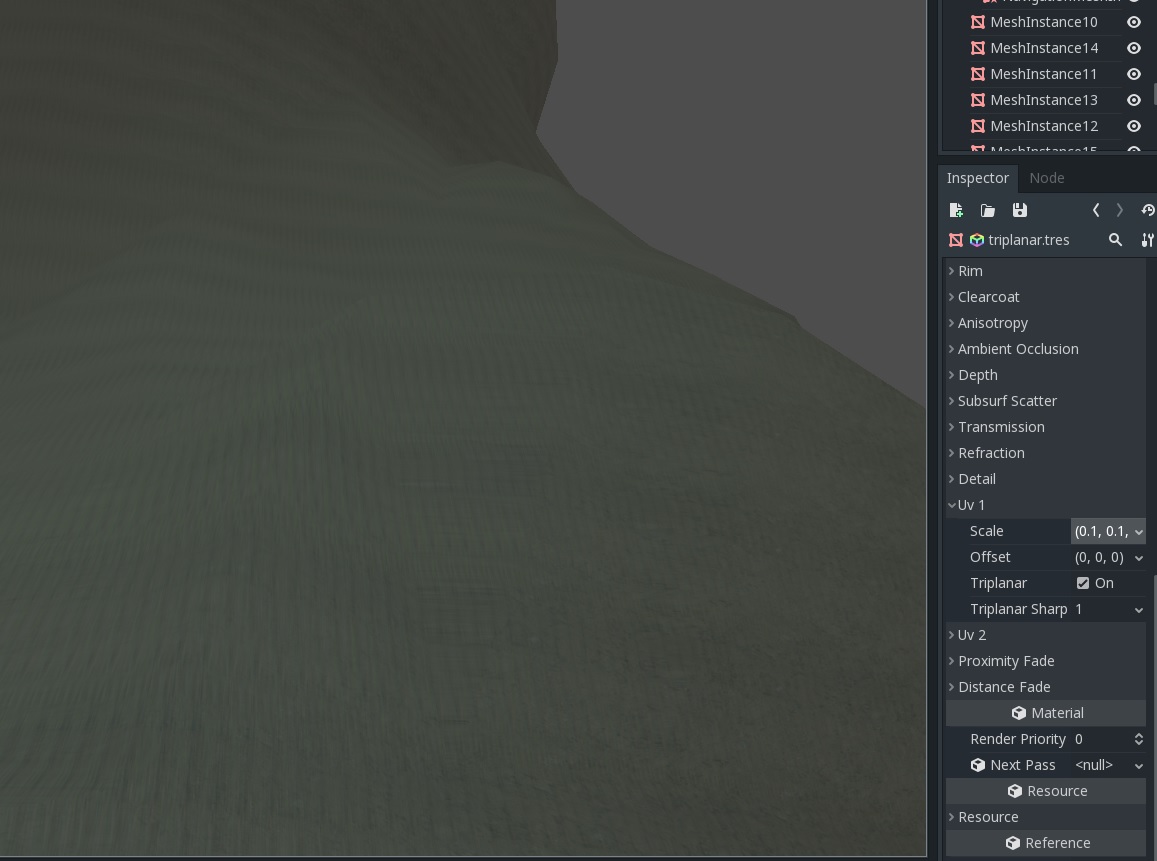 MeshInstance10
MeshInstance14
MeshInstance11
MeshInstance13
MeshInstance12
MeshInstance15
Inspector Node
triplanar.tres
Rim
Clearcoat
Anisotropy
Ambient Occlusion
Depth
Subsurf Scatter
Transmission
Refraction
Detail
Uv 1
Scale (0.1, 0.1,
Offset (0, 0, 0)
Triplanar On
Triplanar Sharp 1
Uv 2
Proximity Fade
Distance Fade
Material
Render Priority 0
Next Pass <null>
Resource
Resource
Reference